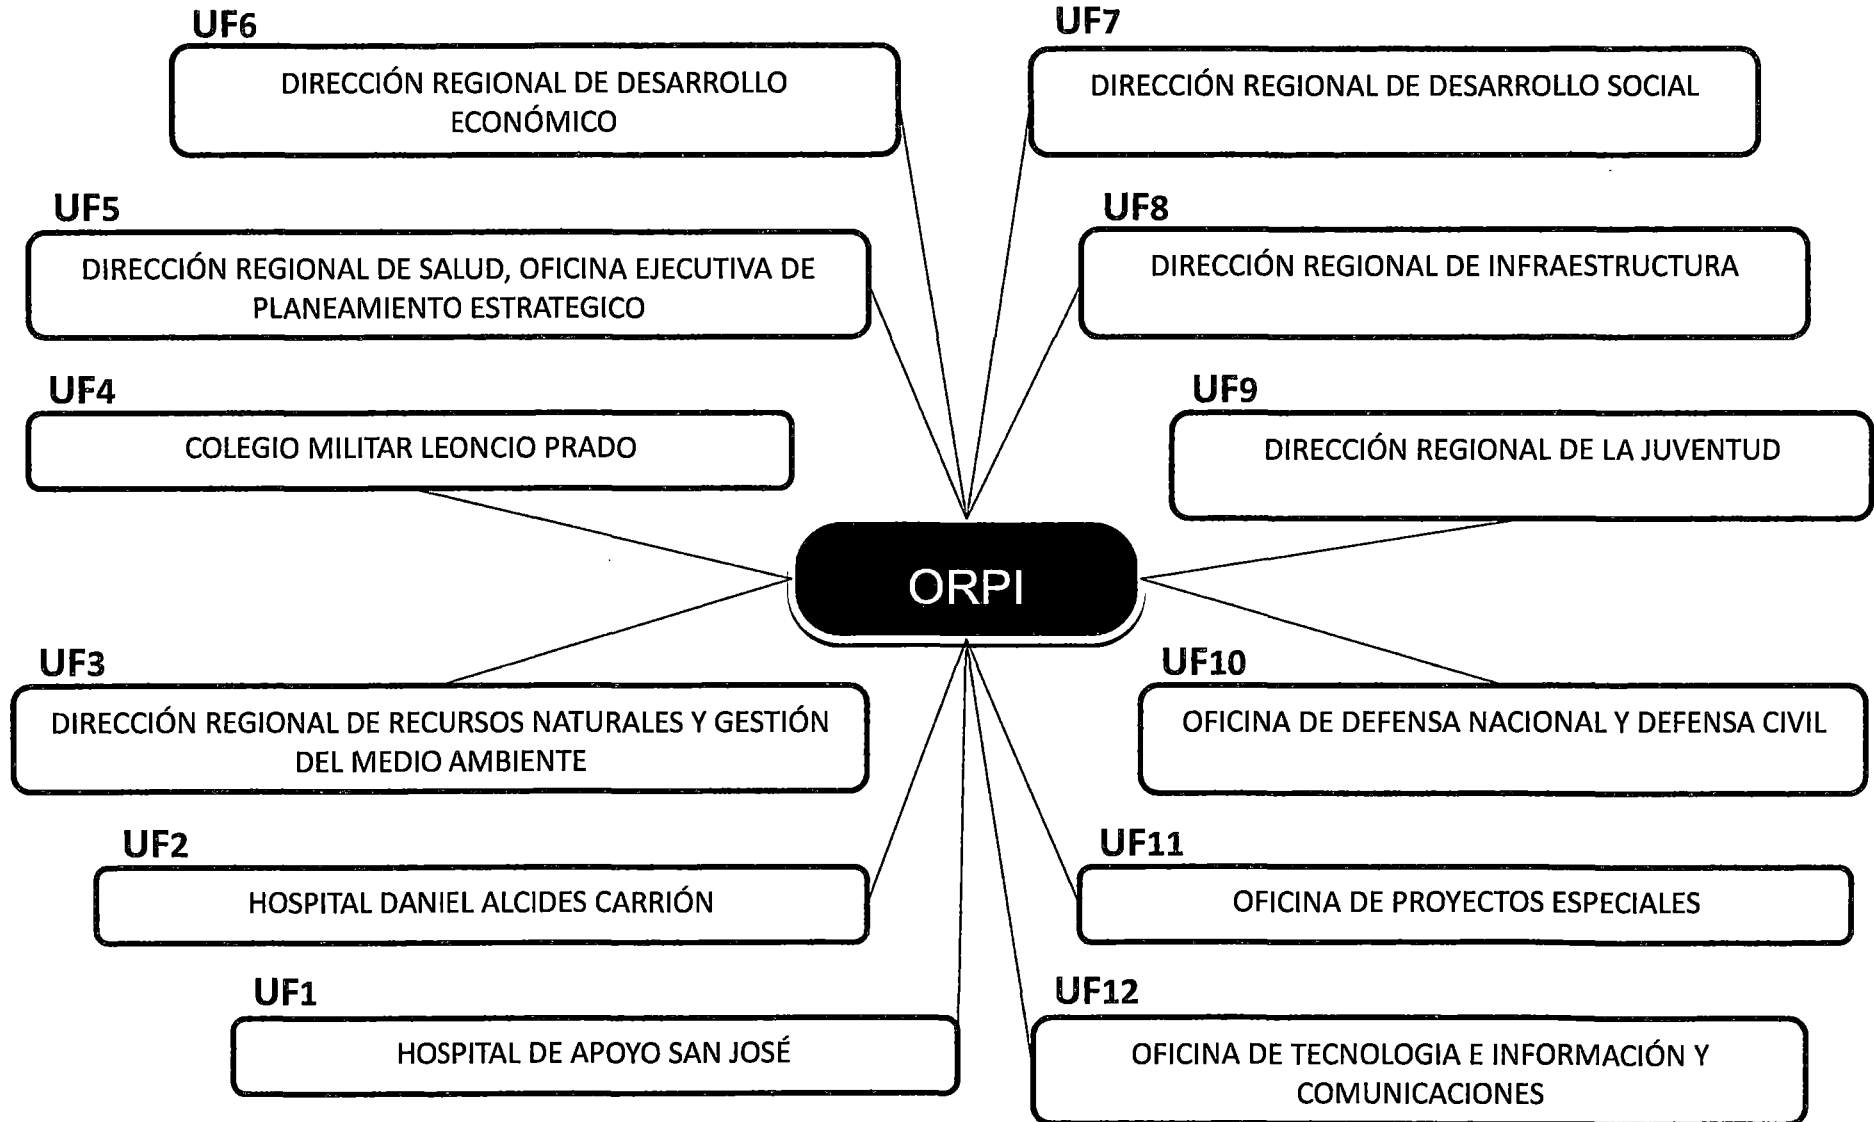 UF6
DIRECCIÓN REGIONAL DE DESARROLLO
ECONÓMICO
UF7
DIRECCIÓN REGIONAL DE DESARROLLO SOCIAL
UF5
DIRECCIÓN REGIONAL DE SALUD, OFICINA EJECUTIVA DE
PLANEAMIENTO ESTRATEGICO
UF8
DIRECCIÓN REGIONAL DE INFRAESTRUCTURA
UF4
COLEGIO MILITAR LEONCIO PRADO
UF9
DIRECCIÓN REGIONAL DE LA JUVENTUD
ORPI
UF3
DIRECCIÓN REGIONAL DE RECURSOS NATURALES Y GESTIÓN
DEL MEDIO AMBIENTE
UF10
OFICINA DE DEFENSA NACIONAL Y DEFENSA CIVIL
UF2
HOSPITAL DANIEL ALCIDES CARRIÓN
UF11
OFICINA DE PROYECTOS ESPECIALES
UF1
HOSPITAL DE APOYO SAN JOSÉ
UF12
OFICINA DE TECNOLOGIA E INFORMACIÓN Y
COMUNICACIONES